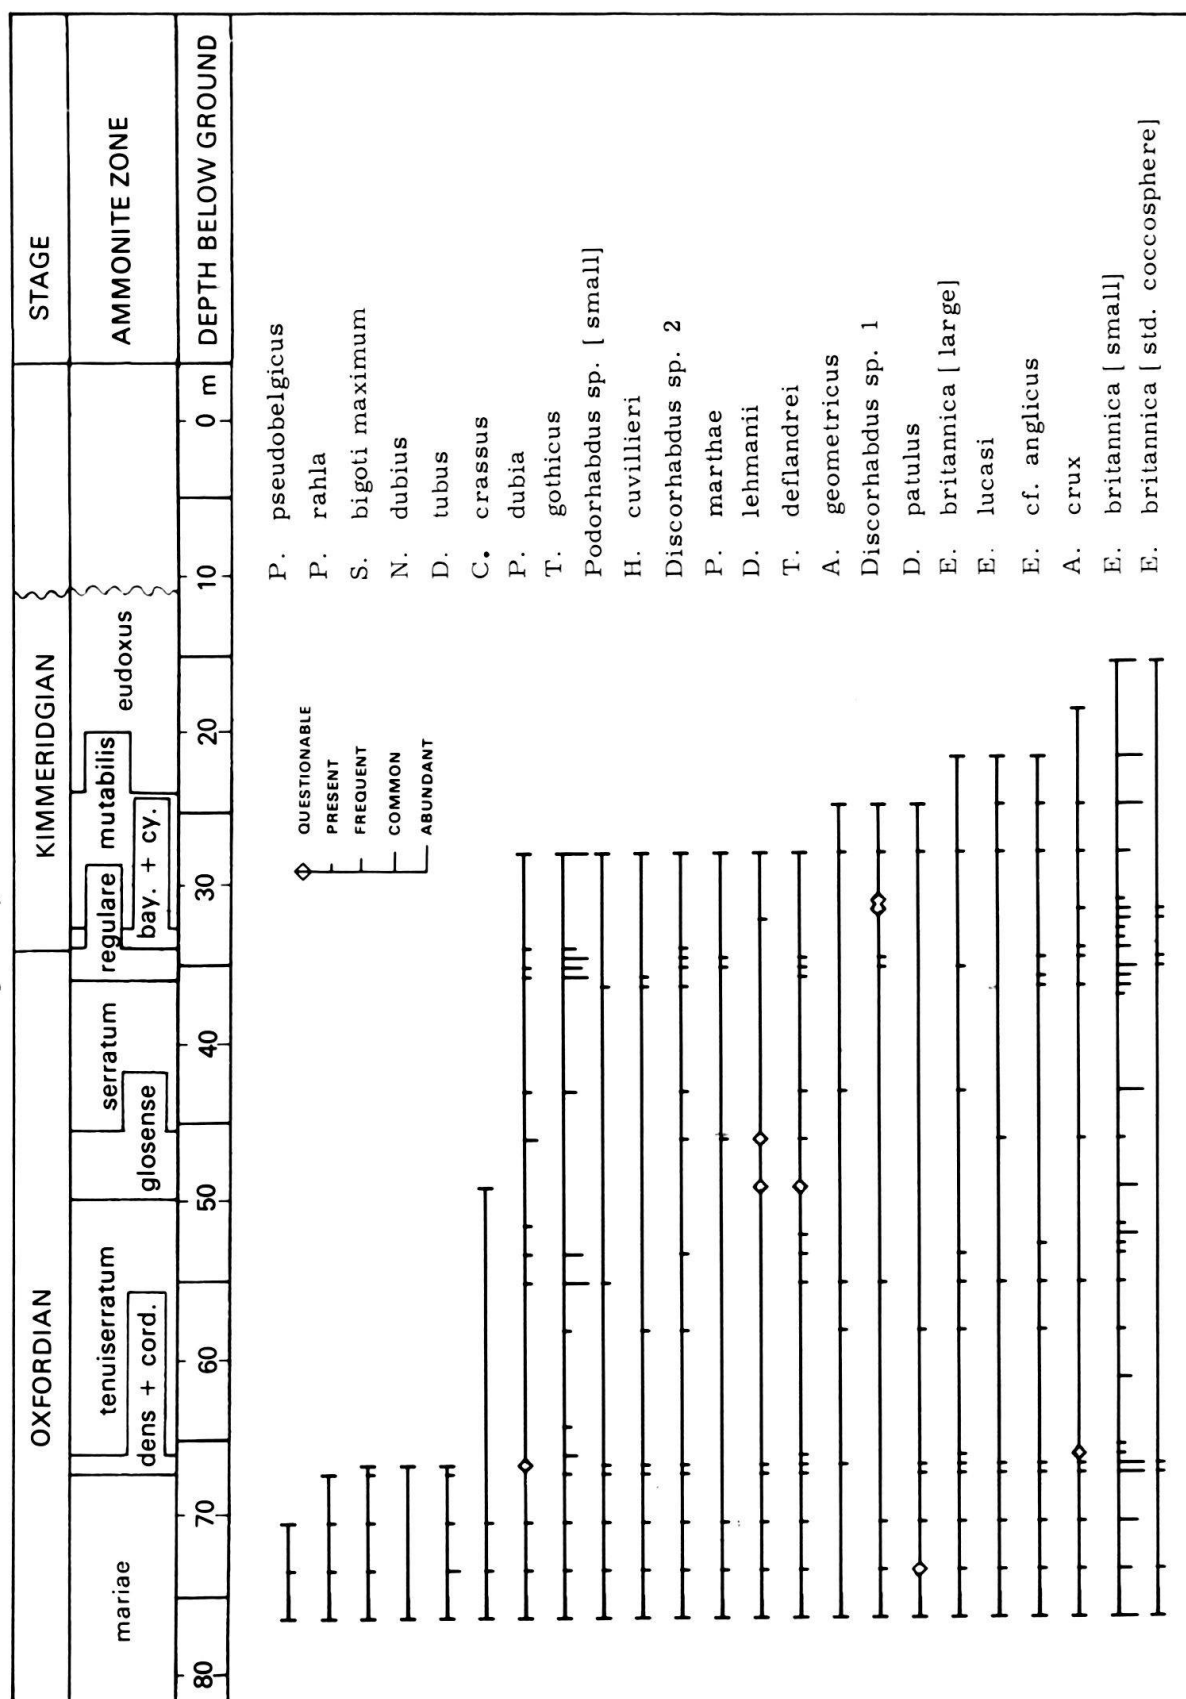 STAGE
OXFORDIAN
KIMMERIDGIAN
AMMONITE ZONE
mariae
dens + cord.
tenuiserratum
glosense
serratum
regulare
bay. + cy.
mutabilis
eudoxus
DEPTH BELOW GROUND
80
70
60
50
40
30
20
10
0 m
QUESTIONABLE
PRESENT
FREQUENT
COMMON
ABUNDANT
P. pseudobelgicus
P. rahla
S. bigoti maximum
N. dubius
D. tubus
C. crassus
P. dubia
T. gothicus
Podorhabdus sp. [ small]
H. cuvillieri
Discorhabdus sp. 2
P. marthae
D. lehmanii
T. deflandrei
A. geometricus
Discorhabdus sp. 1
D. patulus
E. britannica [ large]
E. lucasi
E. cf. anglicus
A. crux
E. britannica [ small]
E. britannica [ std. coccosphere]